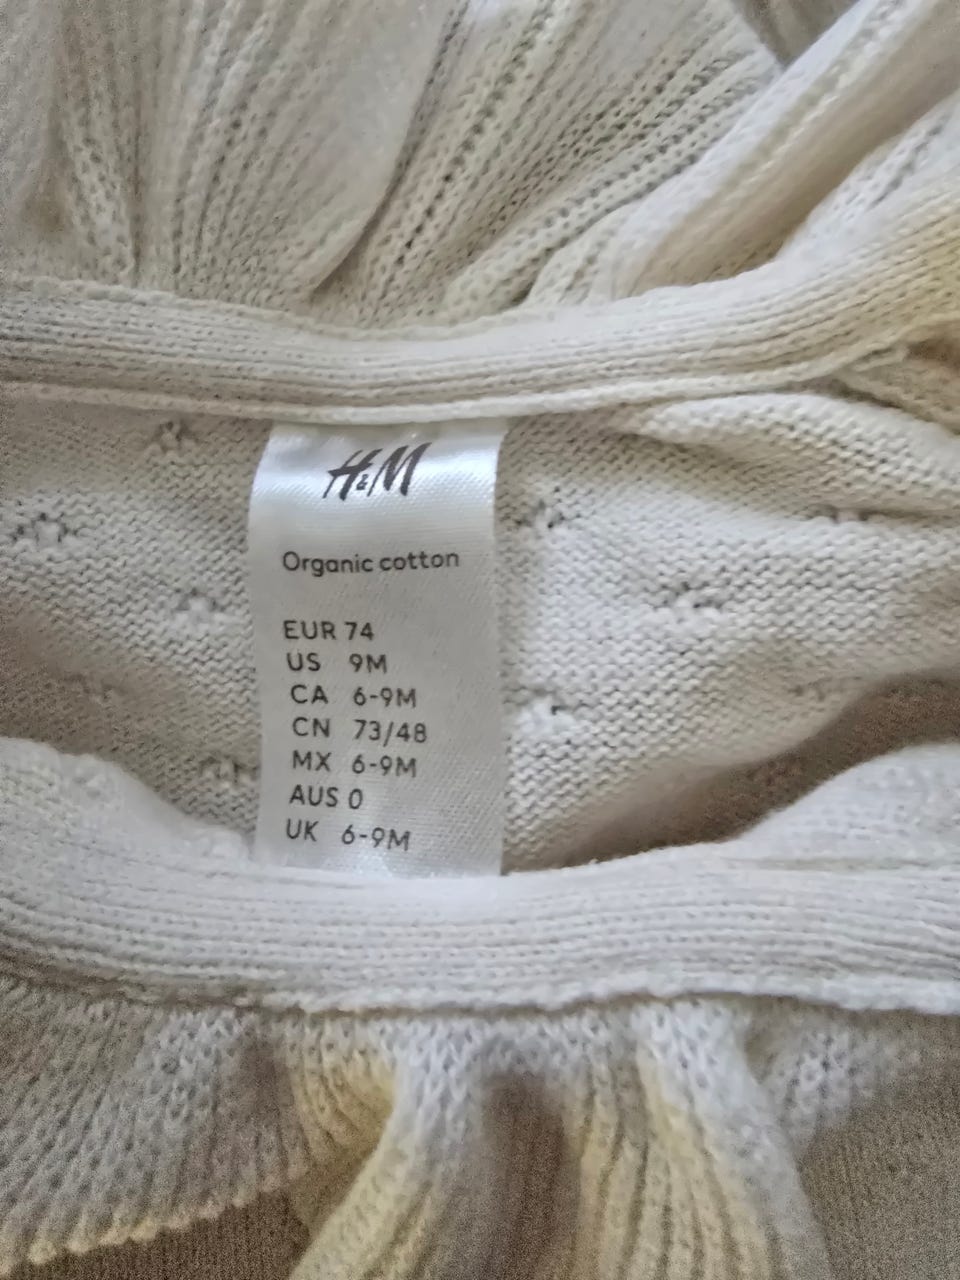 H&M
Organic cotton
EUR 74
US 9M
CA 6-9M
CN 73/48
MX 6-9M
AUS 0
UK 6-9M